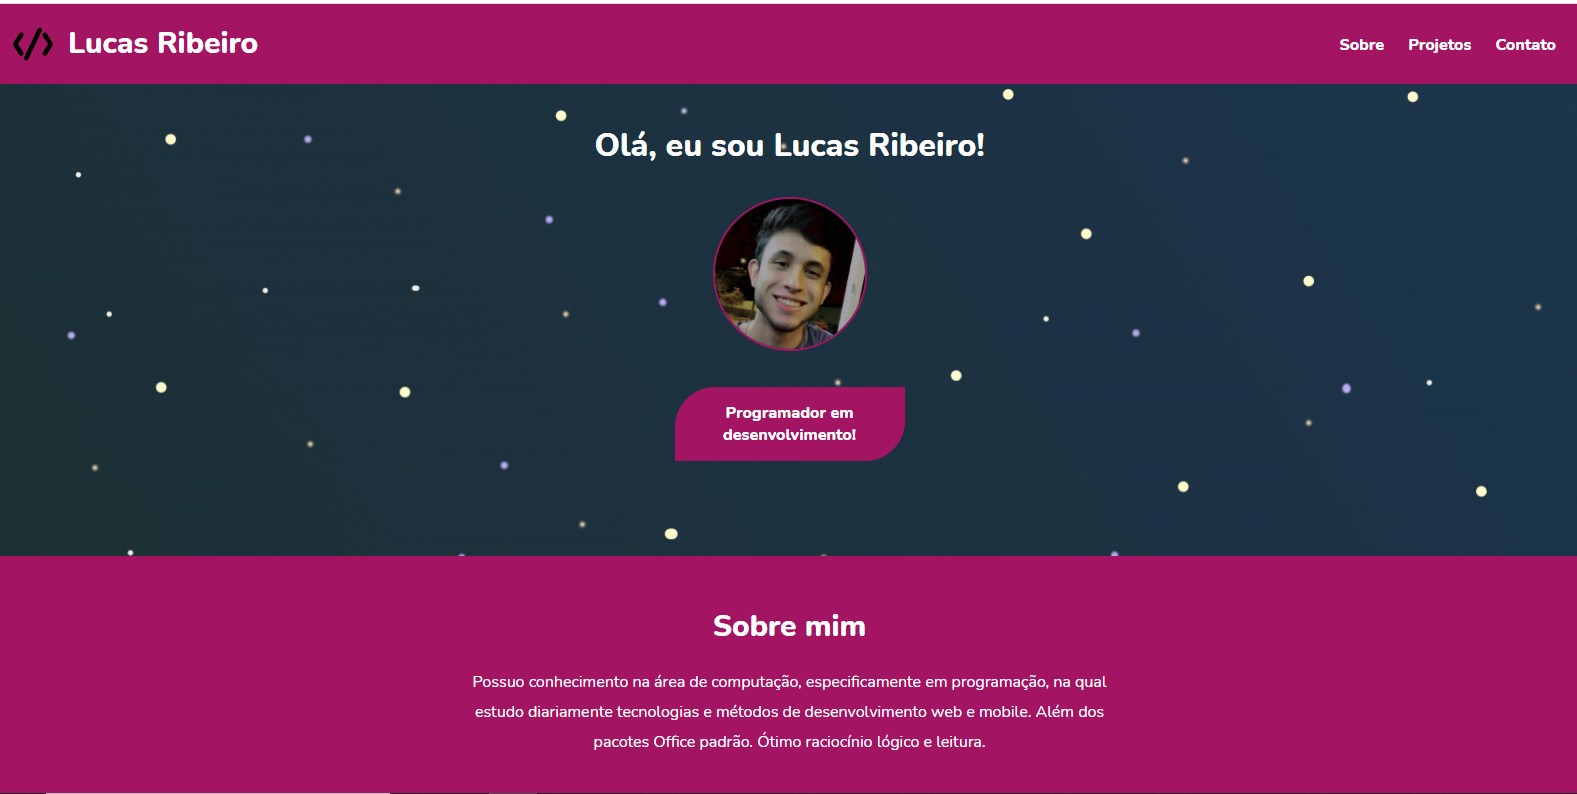 Lucas Ribeiro
Sobre Projetos Contato
Olá, eu sou Lucas Ribeiro!
Programador em
desenvolvimento!
Sobre mim
Possuo conhecimento na área de computação, especificamente em programação, na qual
estudo diariamente tecnologias e métodos de desenvolvimento web e mobile. Além dos
pacotes Office padrão. Ótimo raciocínio lógico e leitura.